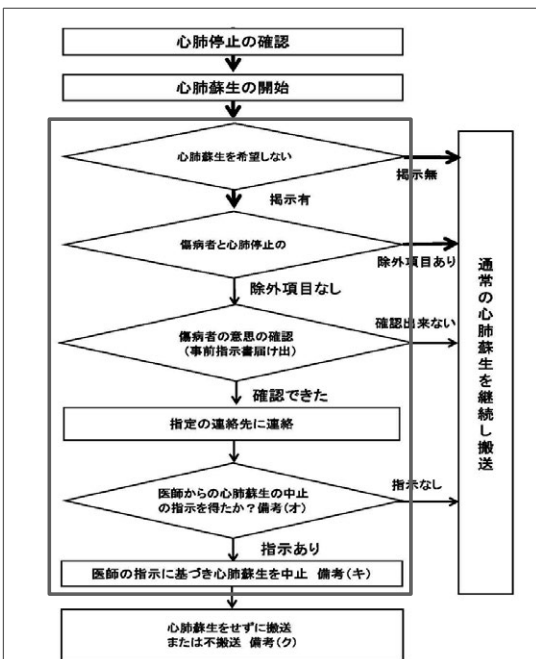 心肺停止の確認
心肺蘇生の開始
心肺蘇生を希望しない
掲示無
掲示有
傷病者と心肺停止の
除外項目あり
除外項目なし
傷病者の意思の確認
(事前指示書届け出)
確認出来ない
確認できた
指定の連絡先に連絡
医師からの心肺蘇生の中止
の指示を得たか?備考(オ)
指示なし
指示あり
医師の指示に基づき心肺蘇生を中止 備考(キ)
心肺蘇生をせずに搬送
または不搬送 備考(ク)
通常の心肺蘇生を継続し搬送